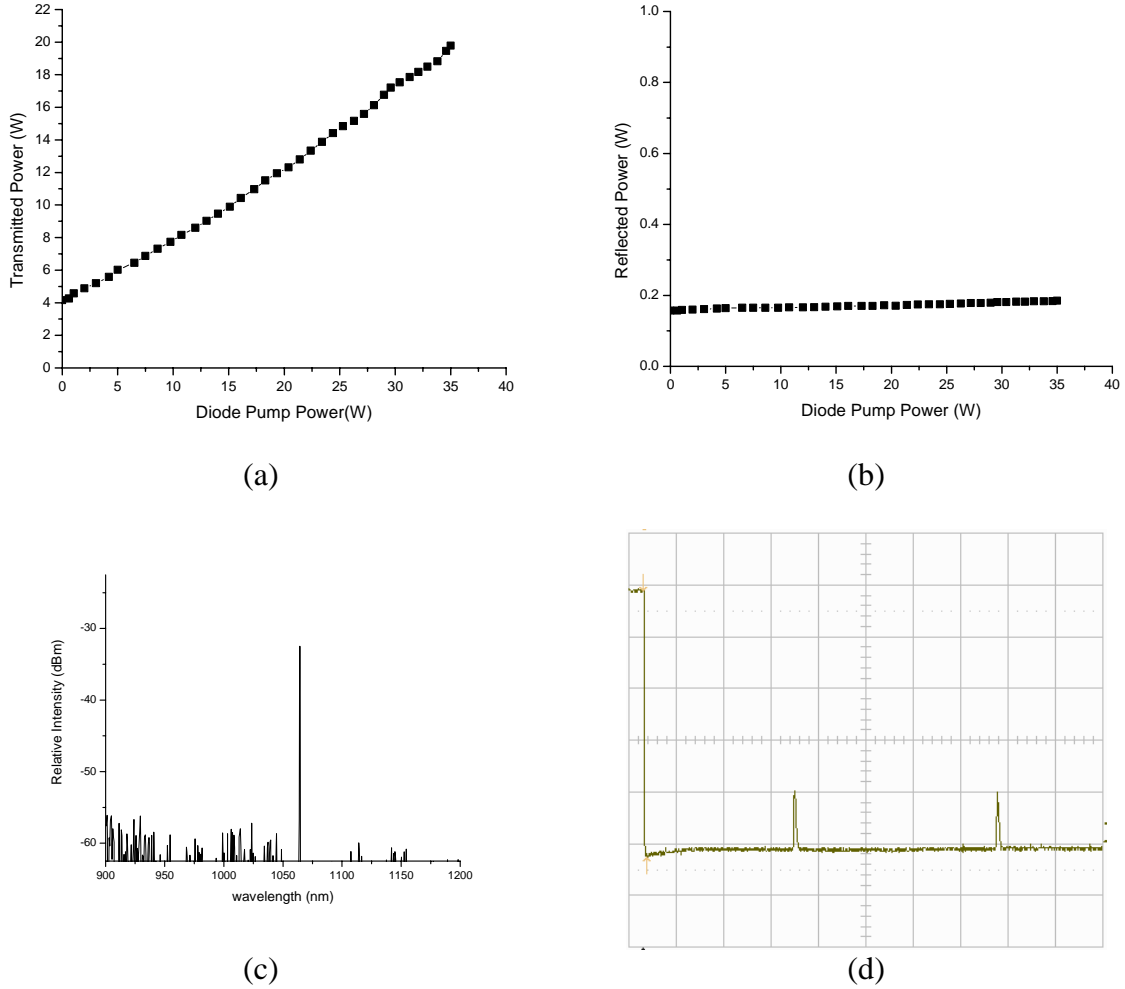 22
20
18
16
14
12
10
8
6
4
2
0
Transmitted Power (W)
0 5 10 15 20 25 30 35 40
Diode Pump Power(W)
(a)
1.0
0.8
0.6
0.4
0.2
0.0
Reflected Power (W)
0 5 10 15 20 25 30 35 40
Diode Pump Power (W)
(b)
-30
-40
-50
-60
Relative Intensity (dBm)
900 950 1000 1050 1100 1150 1200
wavelength (nm)
(c)
(d)